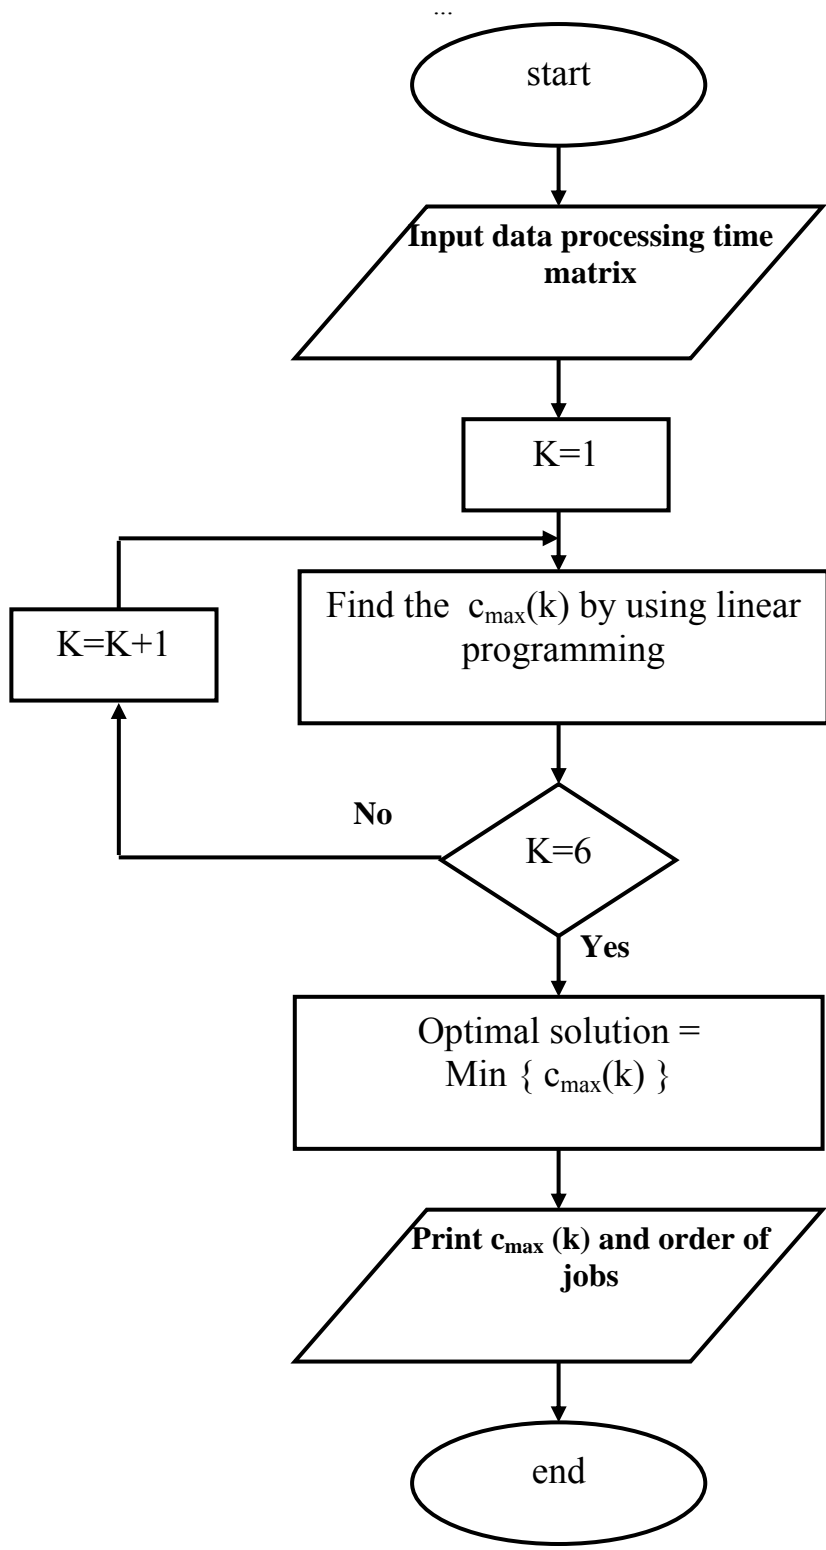 ...
start
Input data processing time
matrix
K=1
Find the c_max(k) by using linear
programming
K=K+1
No
K=6
Yes
Optimal solution =
Min { c_max(k) }
Print c_max (k) and order of
jobs
end